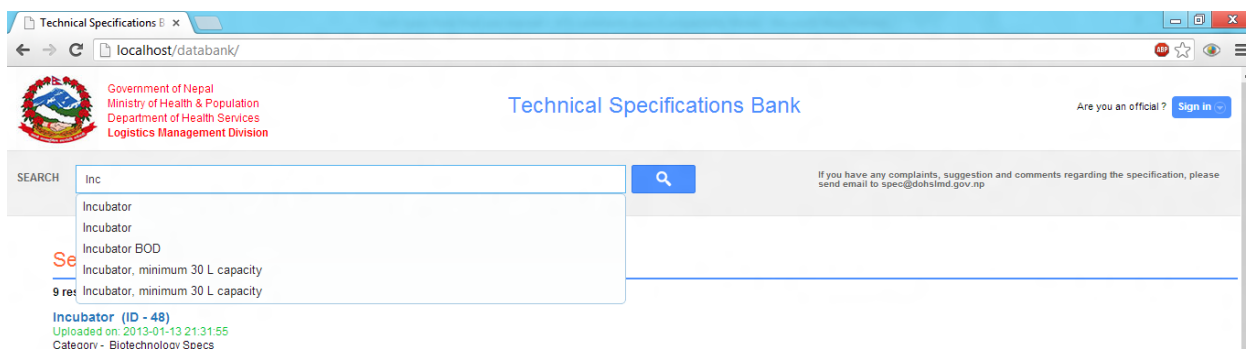 Technical Specifications B
localhost/databank/
ABP
Government of Nepal
Ministry of Health & Population
Department of Health Services
Logistics Management Division
Technical Specifications Bank
Are you an official ? Sign in
SEARCH
Inc
If you have any complaints, suggestion and comments regarding the specification, please
send email to spec@dohslmd.gov.np
Incubator
Incubator
Incubator BOD
Incubator, minimum 30 L capacity
Incubator, minimum 30 L capacity
Se
9 res
Incubator (ID - 48)
Uploaded on: 2013-01-13 21:31:55
Category - Biotechnology Specs